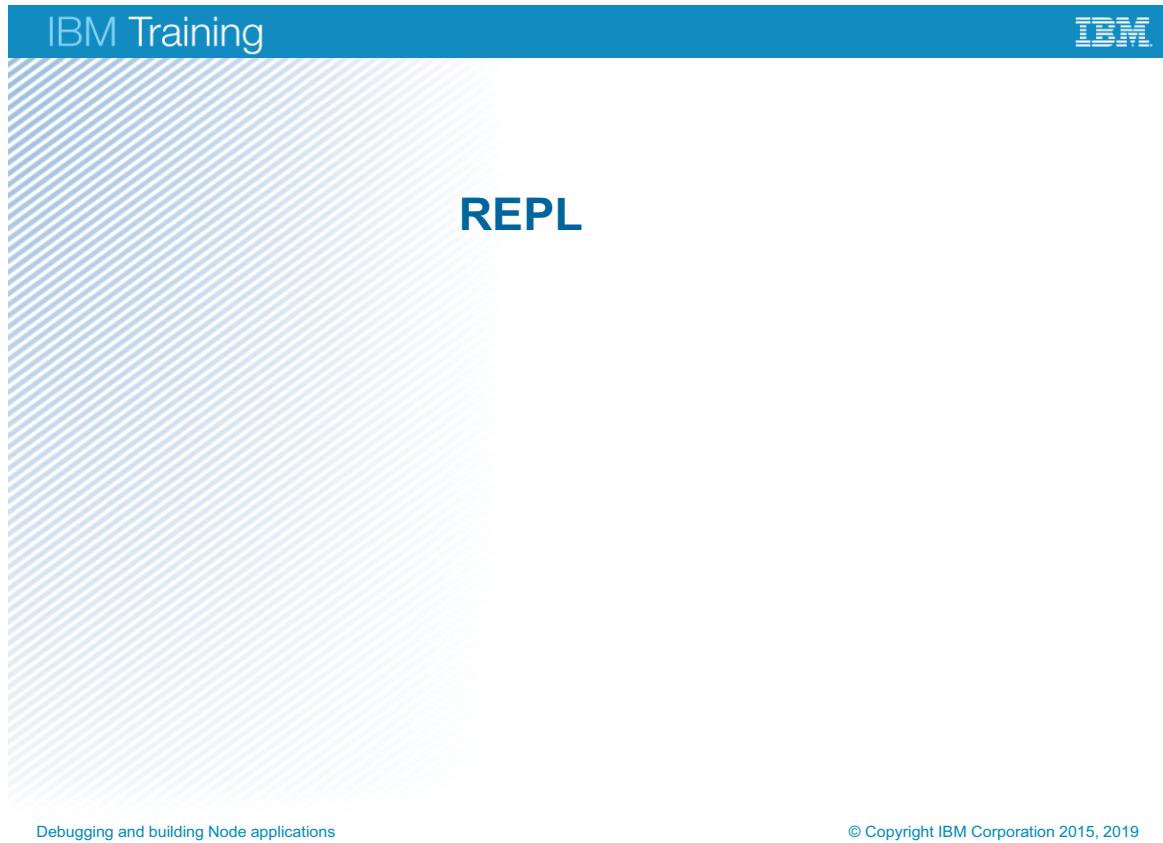 IBM Training
IBM
REPL
Debugging and building Node applications
© Copyright IBM Corporation 2015, 2019